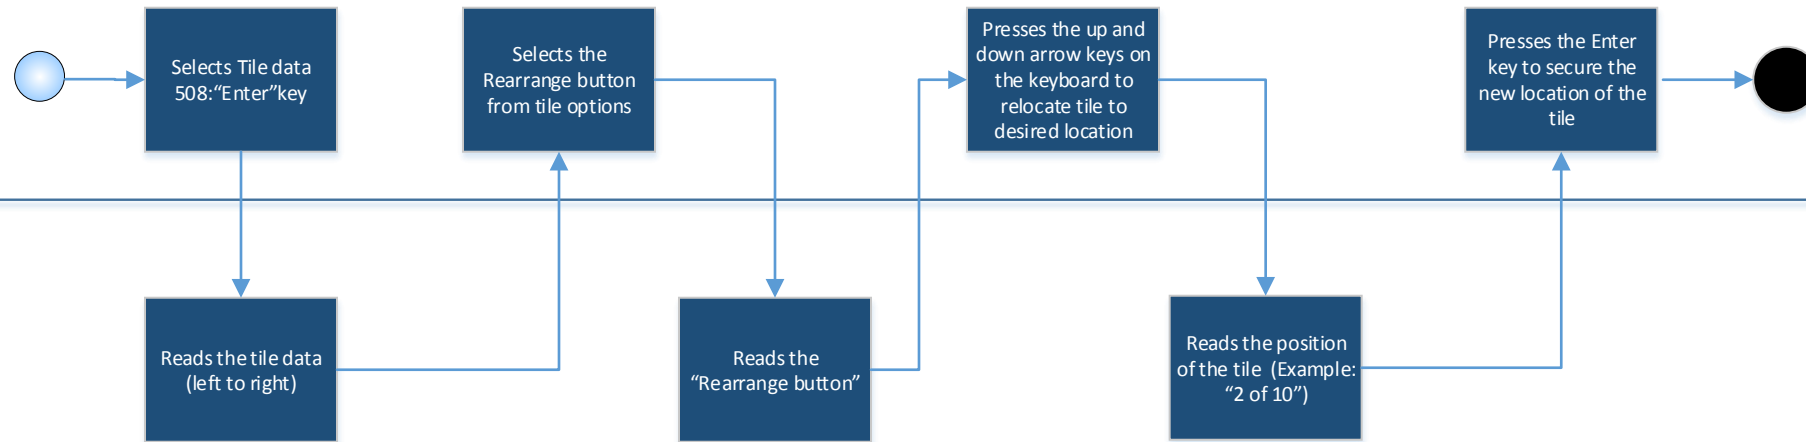 Selects Tile data
508:“Enter”key
Reads the tile data
(left to right)
Selects the
Rearrange button
from tile options
Reads the
“Rearrange button”
Presses the up and
down arrow keys on
the keyboard to
relocate tile to
desired location
Reads the position
of the tile (Example:
“2 of 10”)
Presses the Enter
key to secure the
new location of the
tile